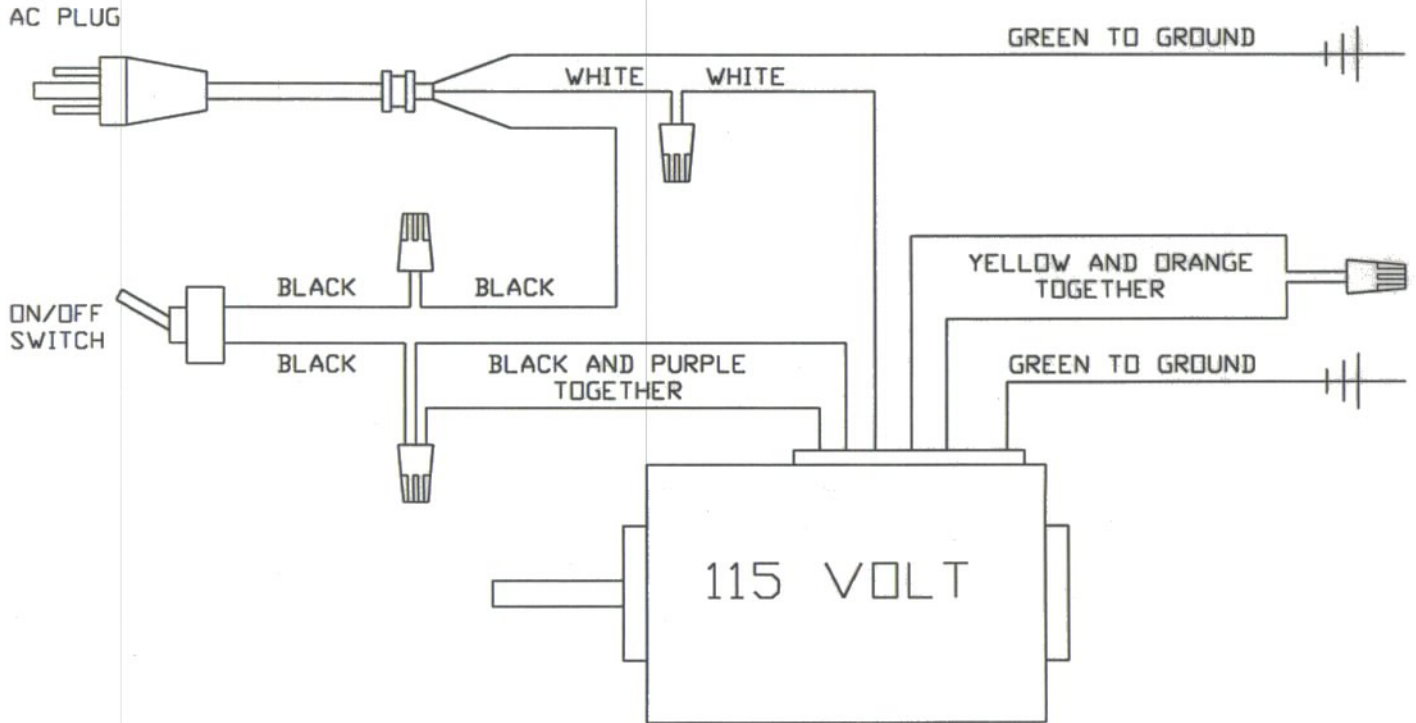 AC PLUG
GREEN TO GROUND
WHITE
WHITE
YELLOW AND ORANGE
TOGETHER
BLACK
BLACK
ON/OFF
SWITCH
BLACK
BLACK AND PURPLE
TOGETHER
GREEN TO GROUND
115 VOLT